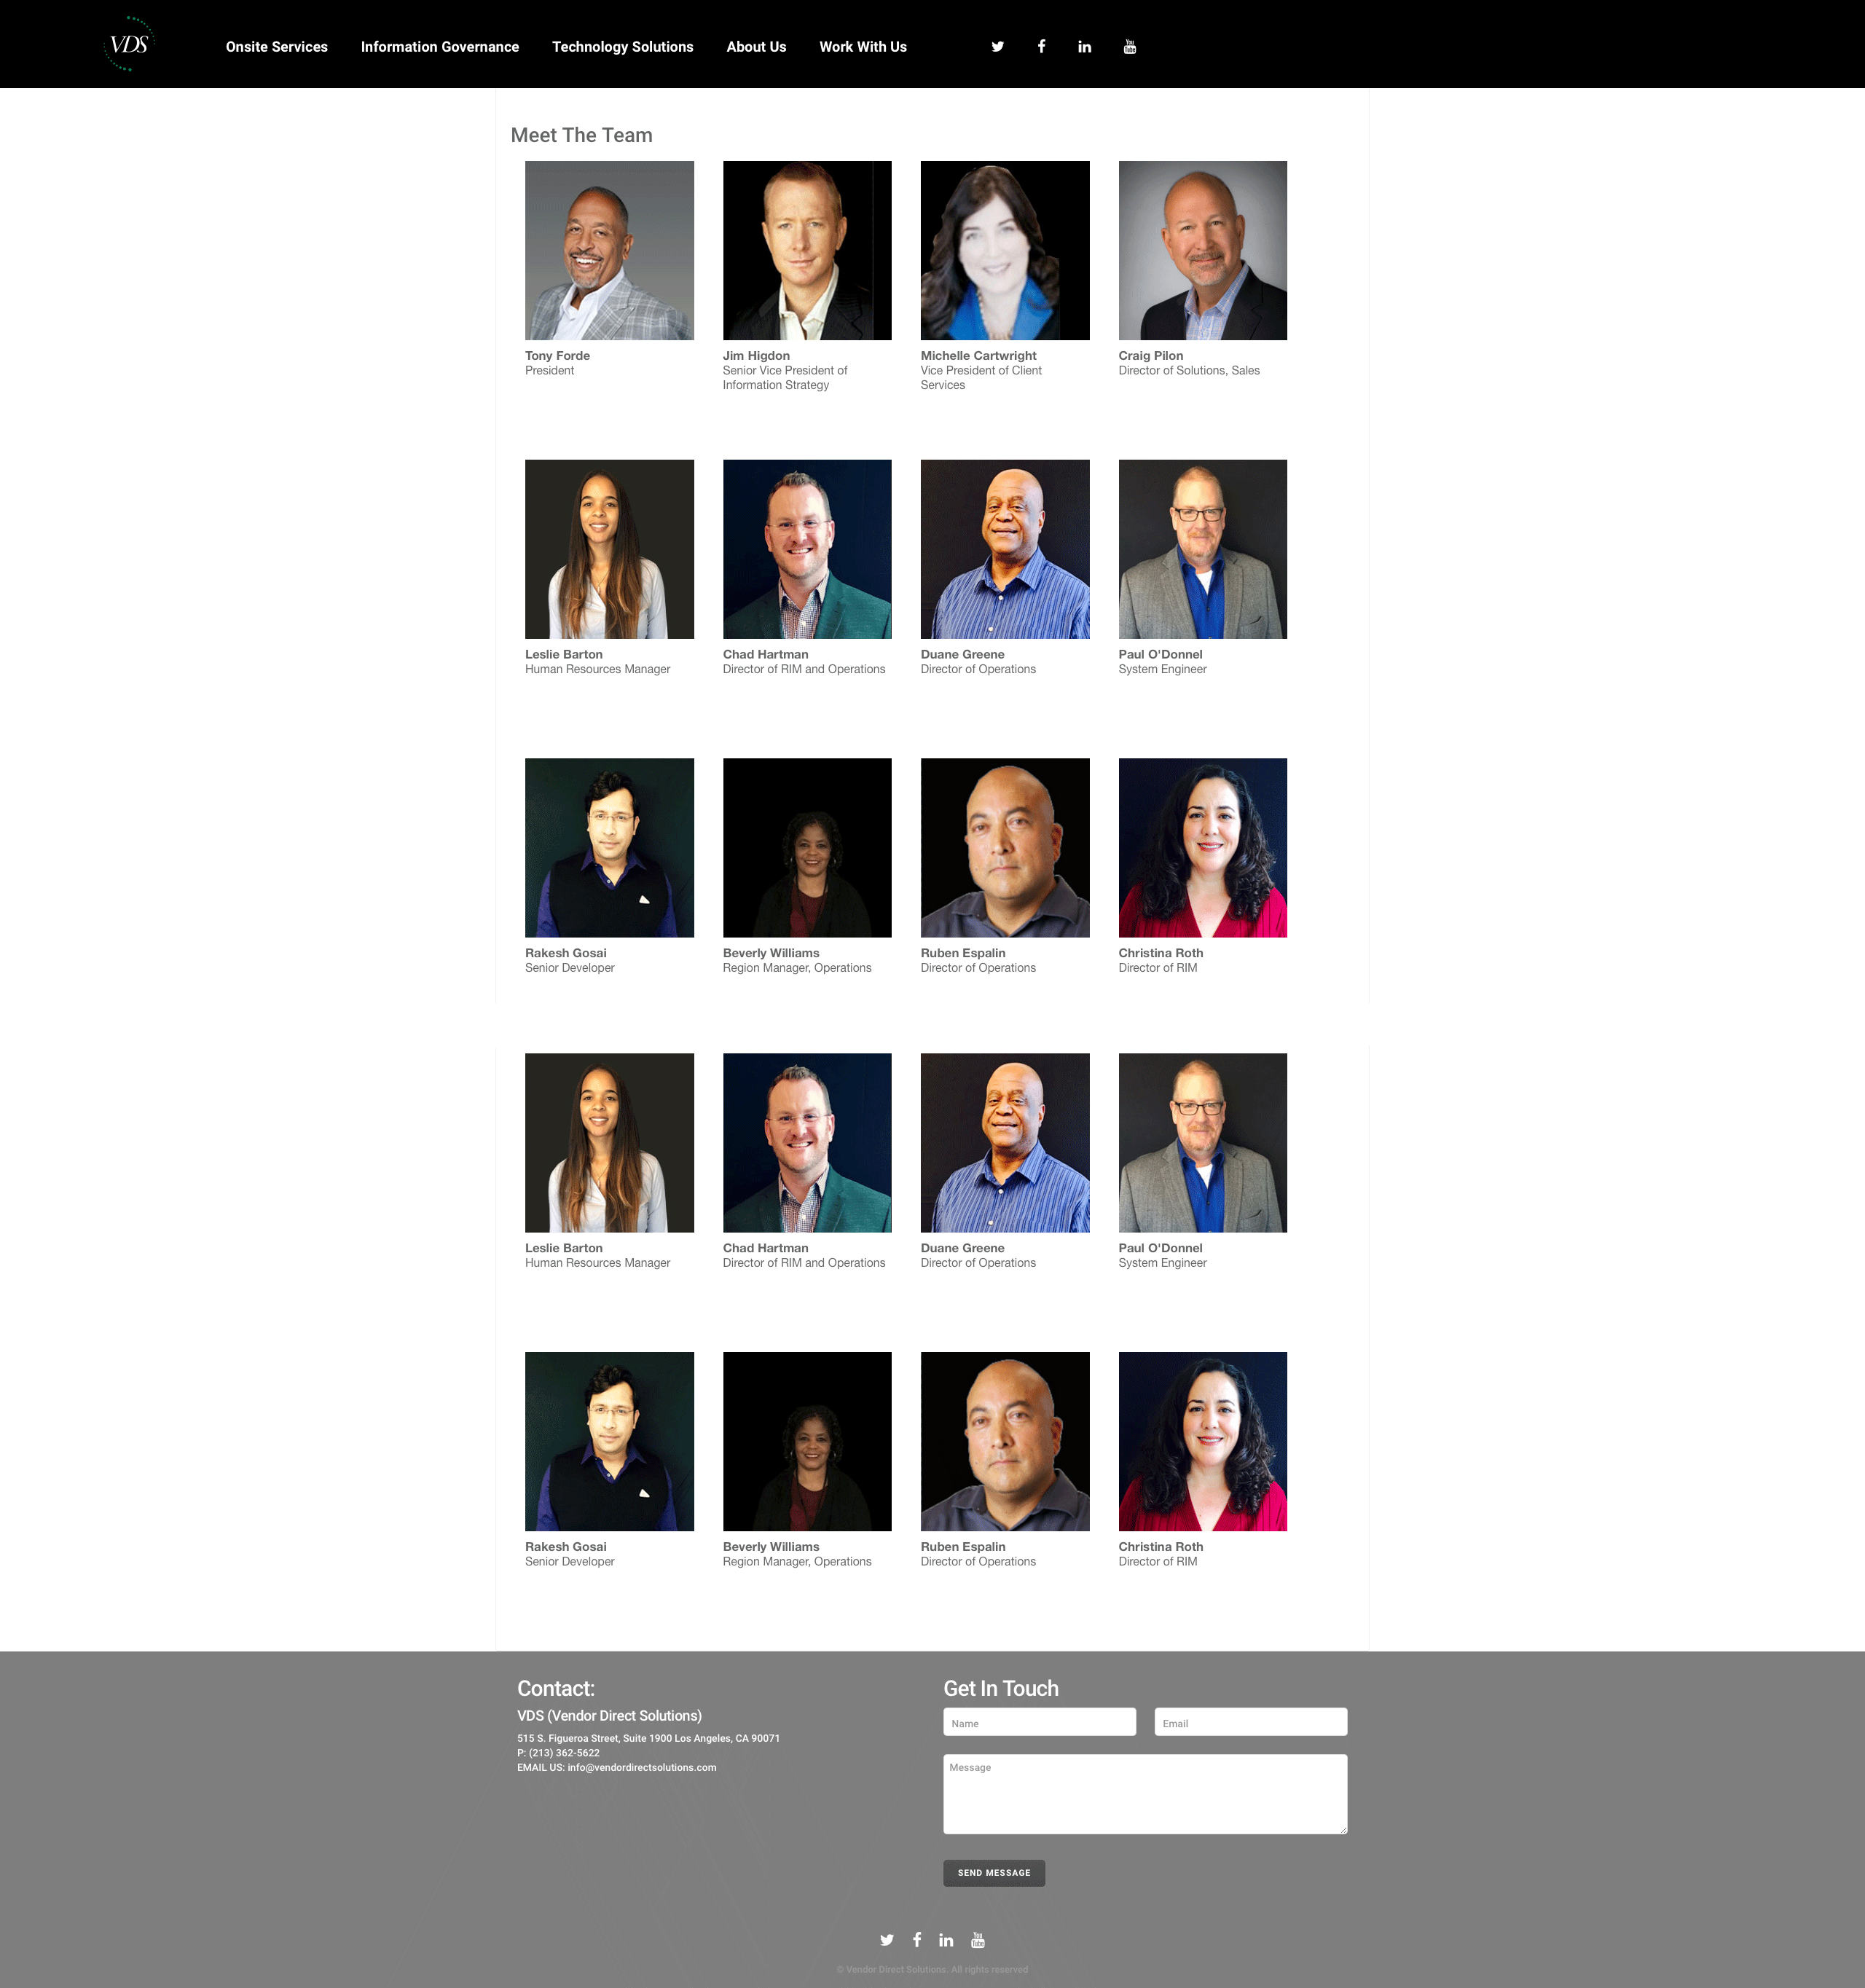 VDS
Onsite Services Information Governance Technology Solutions About Us Work With Us
Meet The Team
Tony Forde
President
Jim Higdon
Senior Vice President of
Information Strategy
Michelle Cartwright
Vice President of Client
Services
Craig Pilon
Director of Solutions, Sales
Leslie Barton
Human Resources Manager
Chad Hartman
Director of RIM and Operations
Duane Greene
Director of Operations
Paul O'Donnel
System Engineer
Rakesh Gosai
Senior Developer
Beverly Williams
Region Manager, Operations
Ruben Espalin
Director of Operations
Christina Roth
Director of RIM
Leslie Barton
Human Resources Manager
Chad Hartman
Director of RIM and Operations
Duane Greene
Director of Operations
Paul O'Donnel
System Engineer
Rakesh Gosai
Senior Developer
Beverly Williams
Region Manager, Operations
Ruben Espalin
Director of Operations
Christina Roth
Director of RIM
Contact:
VDS (Vendor Direct Solutions)
515 S. Figueroa Street, Suite 1900 Los Angeles, CA 90071
P: (213) 362-5622
EMAIL US: info@vendordirectsolutions.com
Get In Touch
Name
Email
Message
SEND MESSAGE
© Vendor Direct Solutions. All rights reserved